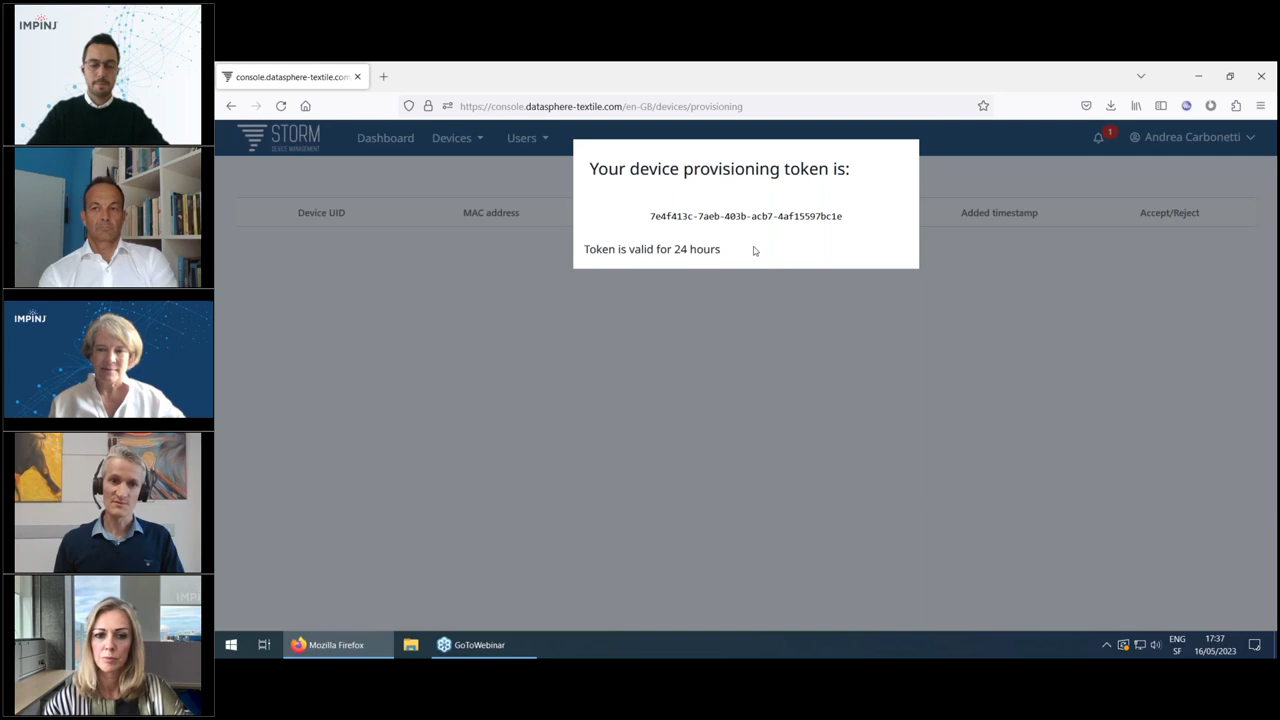 IMPINJ
IMPINJ
IMPINJ
console.datasphere-textile.com
https://console.datasphere-textile.com/en-GB/devices/provisioning
STORM
DEVICE MANAGEMENT
Dashboard
Devices
Users
1
Andrea Carbonetti
Your device provisioning token is:
7e4f413c-7aeb-403b-acb7-4af15597bc1e
Token is valid for 24 hours
Device UID
MAC address
Added timestamp
Accept/Reject
Mozilla Firefox
GoToWebinar
ENG
SF
17:37
16/05/2023